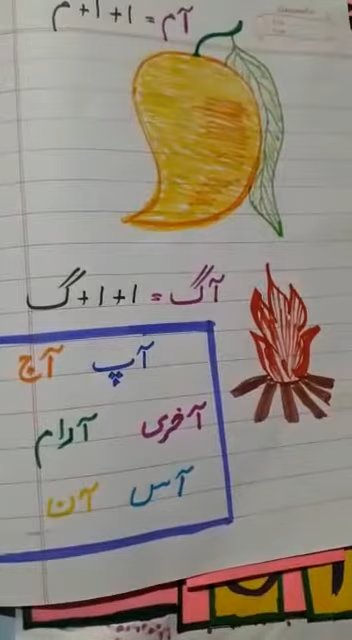 آم = ا+ا+م
آگ = ا+ا+گ
آپ آج
آخری آرام
آس آن